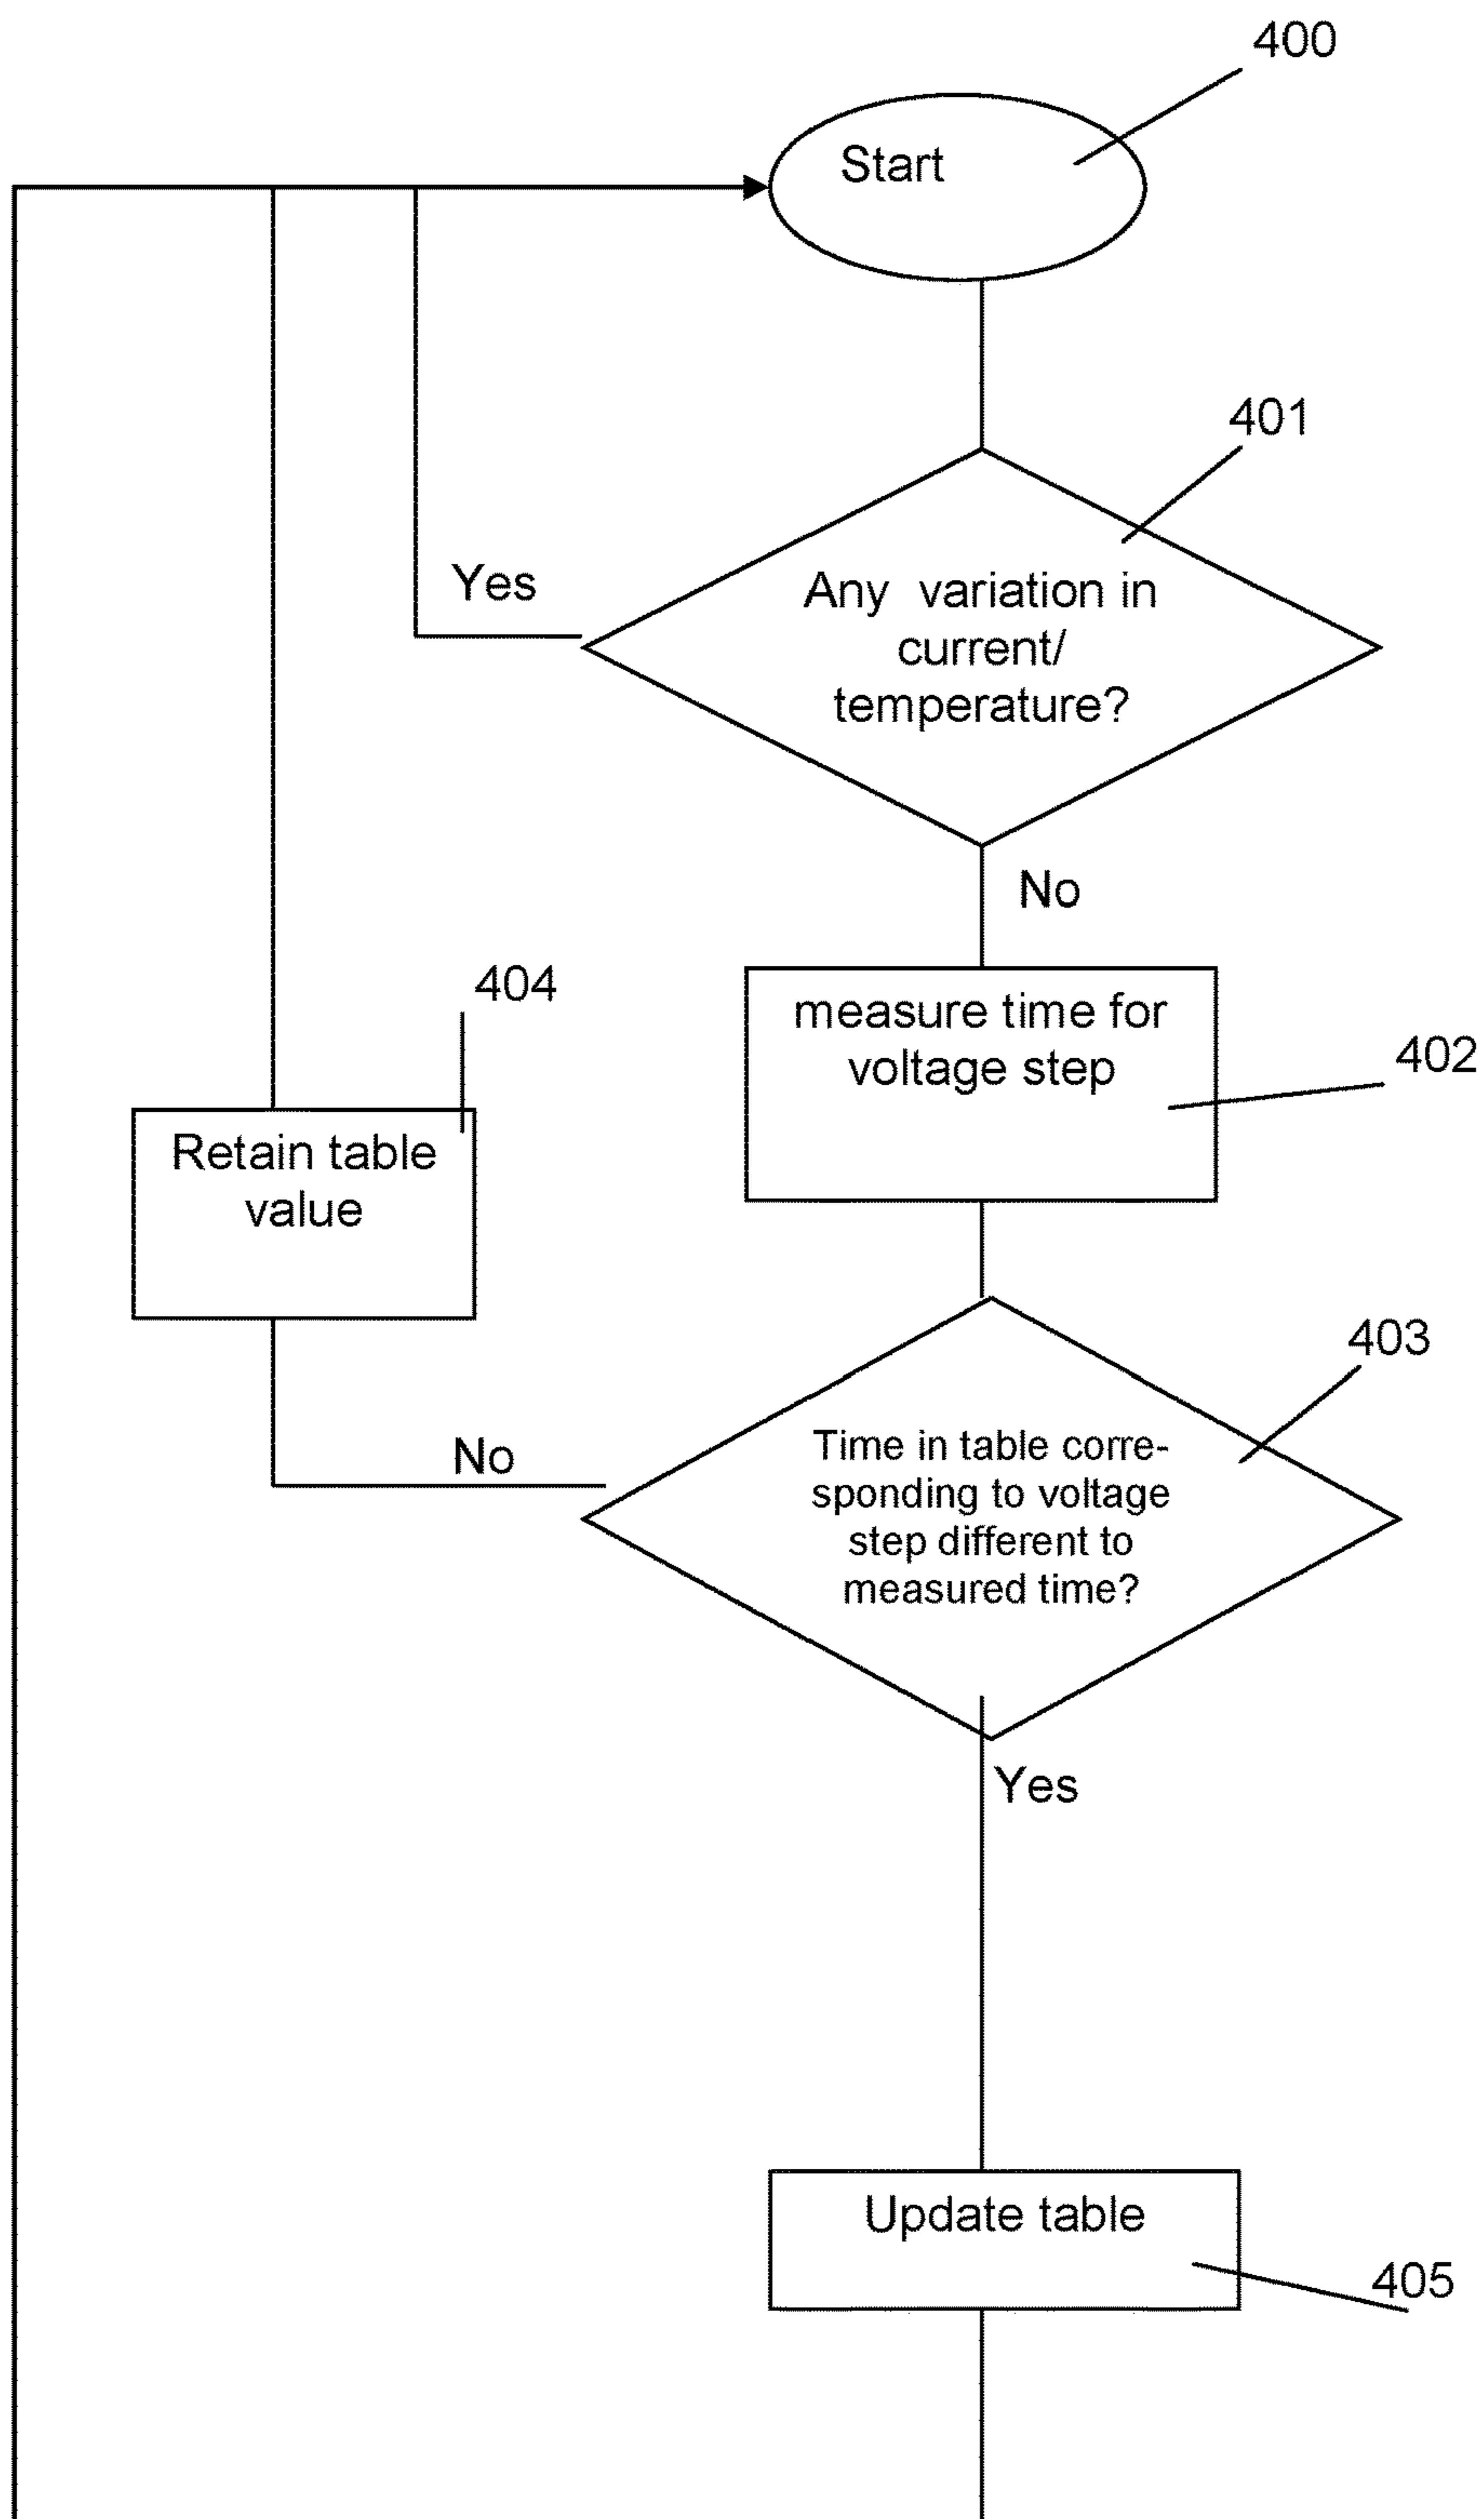 400
Start
401
Yes
Any variation in
current/
temperature?
No
404
measure time for
voltage step
402
Retain table
value
403
No
Time in table corre-
sponding to voltage
step different to
measured time?
Yes
Update table
405